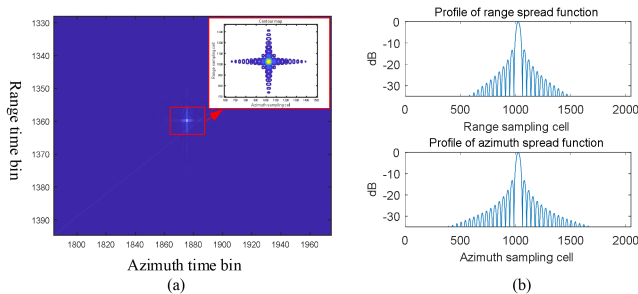 1330
1340
1350
1360
1370
1380
1390
Range time bin
1800
1820
1840
1860
1880
1900
1920
1940
1960
Azimuth time bin
(a)
Contour map
Range sampling cell
Azimuth sampling cell
Profile of range spread function
0
-10
-20
-30
dB
0
500
1000
1500
2000
Range sampling cell
Profile of azimuth spread function
0
-10
-20
-30
dB
0
500
1000
1500
2000
Azimuth sampling cell
(b)